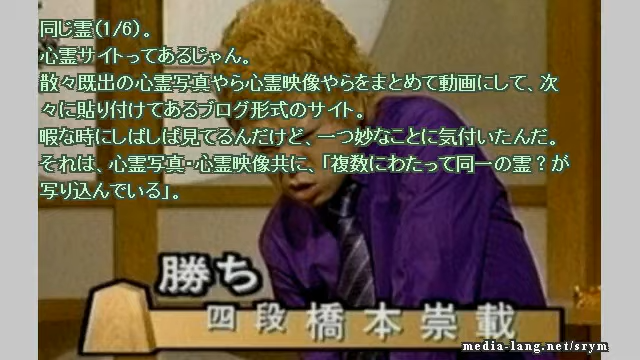 同じ霊(1/6)。
心霊サイトってあるじゃん。
散々既出の心霊写真やら心霊映像やらをまとめて動画にして、次
々に貼り付けてあるブログ形式のサイト。
暇な時にしばしば見てるんだけど、一つ妙なことに気付いたんだ。
それは、心霊写真・心霊映像共に、「複数にわたって同一の霊?が
写り込んでいる」。
勝ち
四段 橋本崇載
media-lang.net/srym